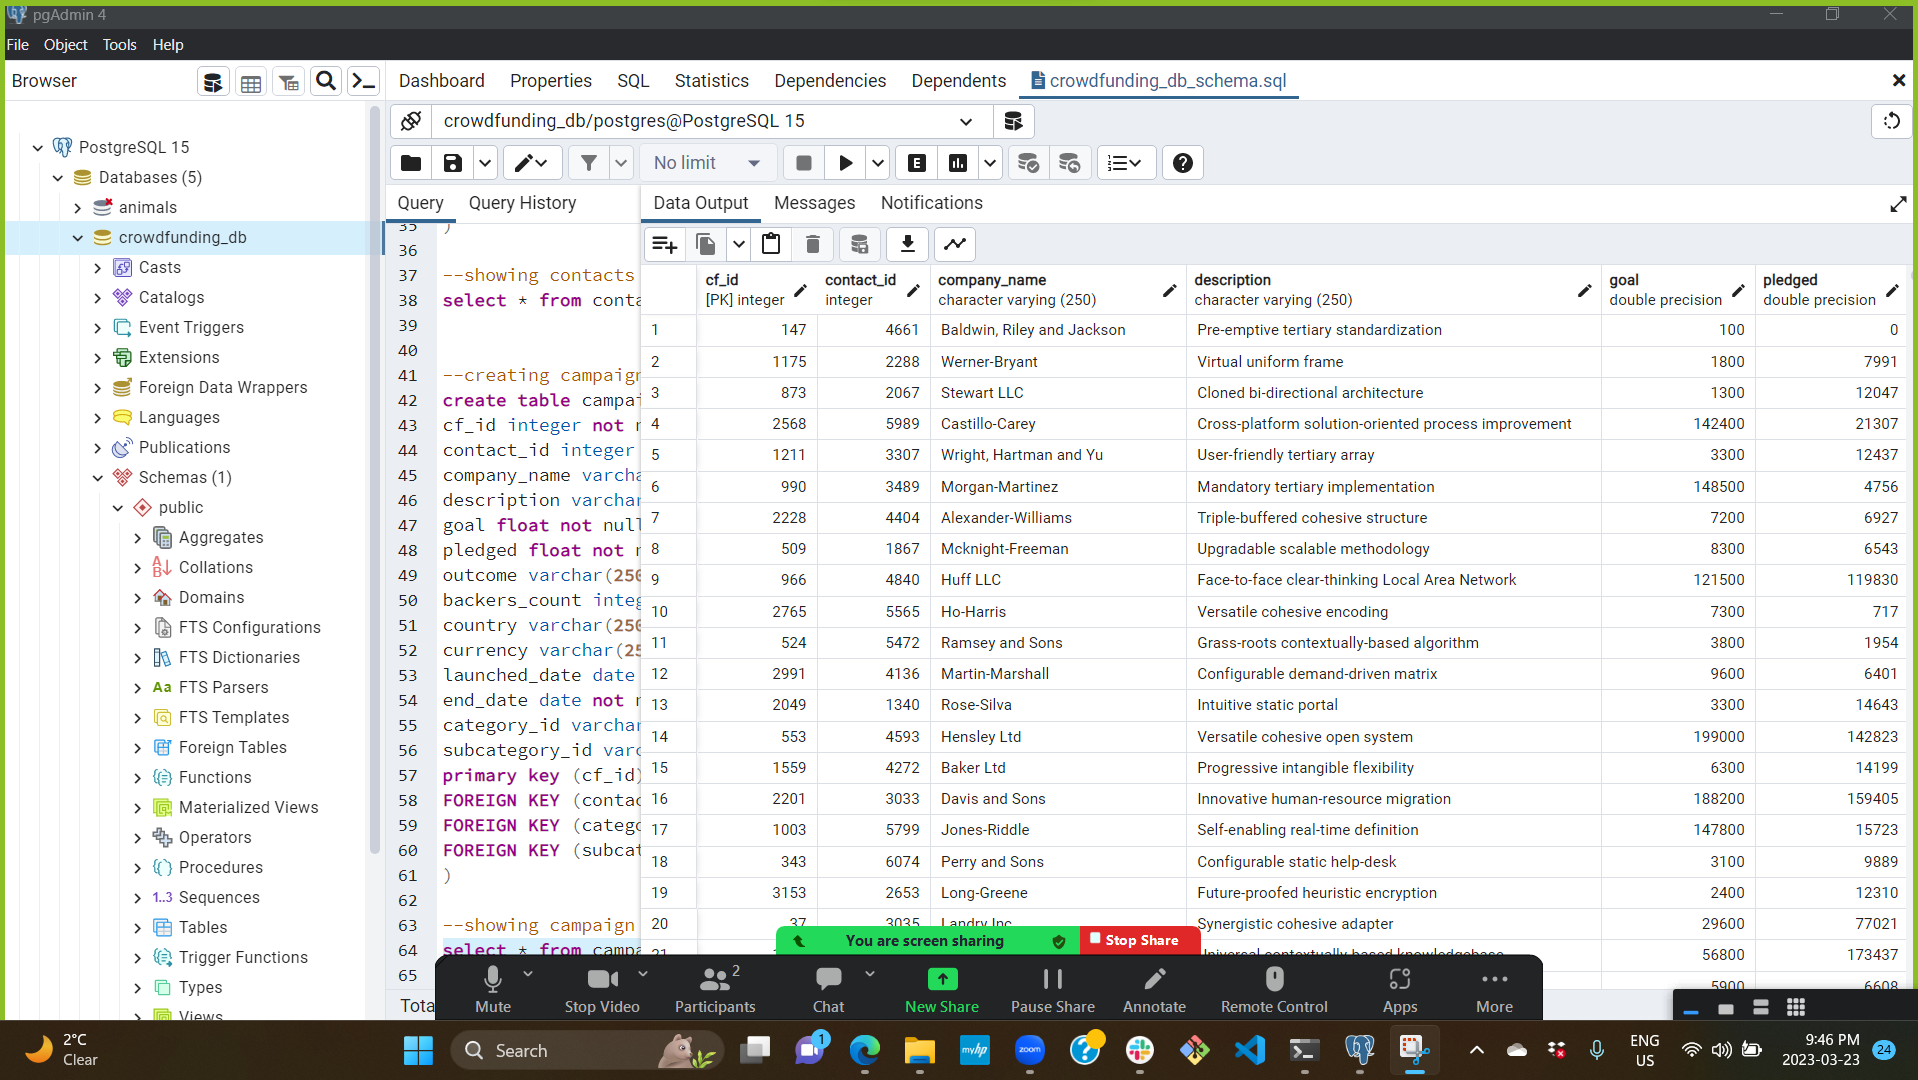 pgAdmin 4
File Object Tools Help
Browser
Dashboard Properties SQL Statistics Dependencies Dependents crowdfunding_db_schema.sql
crowdfunding_db/postgres@PostgreSQL 15
No limit
PostgreSQL 15
Databases (5)
animals
crowdfunding_db
Casts
Catalogs
Event Triggers
Extensions
Foreign Data Wrappers
Languages
Publications
Schemas (1)
public
Aggregates
Collations
Domains
FTS Configurations
FTS Dictionaries
Aa FTS Parsers
FTS Templates
Foreign Tables
Functions
Materialized Views
Operators
Procedures
1..3 Sequences
Tables
Trigger Functions
Types
Views
Query Query History
35 )
36
37 --showing contacts
38 select * from conta
39
40
41 --creating campaign
42 create table campai
43 cf_id integer not n
44 contact_id integer
45 company_name varcha
46 description varchar
47 goal float not null
48 pledged float not n
49 outcome varchar(250
50 backers_count integ
51 country varchar(250
52 currency varchar(25
53 launched_date date
54 end_date date not n
55 category_id varchar
56 subcategory_id varc
57 primary key (cf_id)
58 FOREIGN KEY (contac
59 FOREIGN KEY (catego
60 FOREIGN KEY (subcat
61 )
62
63 --showing campaign
64 select * from campa
65
Tota
Data Output Messages Notifications
cf_id contact_id company_name description goal pledged
[PK] integer integer character varying (250) character varying (250) double precision double precision
1 147 4661 Baldwin, Riley and Jackson Pre-emptive tertiary standardization 100 0
2 1175 2288 Werner-Bryant Virtual uniform frame 1800 7991
3 873 2067 Stewart LLC Cloned bi-directional architecture 1300 12047
4 2568 5989 Castillo-Carey Cross-platform solution-oriented process improvement 142400 21307
5 1211 3307 Wright, Hartman and Yu User-friendly tertiary array 3300 12437
6 990 3489 Morgan-Martinez Mandatory tertiary implementation 148500 4756
7 2228 4404 Alexander-Williams Triple-buffered cohesive structure 7200 6927
8 509 1867 Mcknight-Freeman Upgradable scalable methodology 8300 6543
9 966 4840 Huff LLC Face-to-face clear-thinking Local Area Network 121500 119830
10 2765 5565 Ho-Harris Versatile cohesive encoding 7300 717
11 524 5472 Ramsey and Sons Grass-roots contextually-based algorithm 3800 1954
12 2991 4136 Martin-Marshall Configurable demand-driven matrix 9600 6401
13 2049 1340 Rose-Silva Intuitive static portal 3300 14643
14 553 4593 Hensley Ltd Versatile cohesive open system 199000 142823
15 1559 4272 Baker Ltd Progressive intangible flexibility 6300 14199
16 2201 3033 Davis and Sons Innovative human-resource migration 188200 159405
17 1003 5799 Jones-Riddle Self-enabling real-time definition 147800 15723
18 343 6074 Perry and Sons Configurable static help-desk 3100 9889
19 3153 2653 Long-Greene Future-proofed heuristic encryption 2400 12310
20 37 3035 Landry Inc Synergistic cohesive adapter 29600 77021
21 Universal contextually-based knowledgebase 56800 173437
5900 6608
You are screen sharing Stop Share
Mute Stop Video Participants 2 Chat New Share Pause Share Annotate Remote Control Apps More
2°C
Clear
Search
1
myhp
zoom
ENG
US
9:46 PM
2023-03-23
24